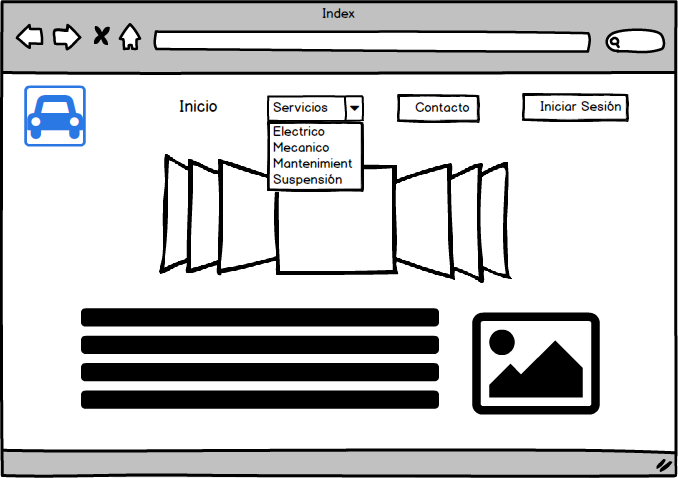 Index
Inicio
Servicios
Contacto
Iniciar Sesión
Electrico
Mecanico
Mantenimient
Suspensión